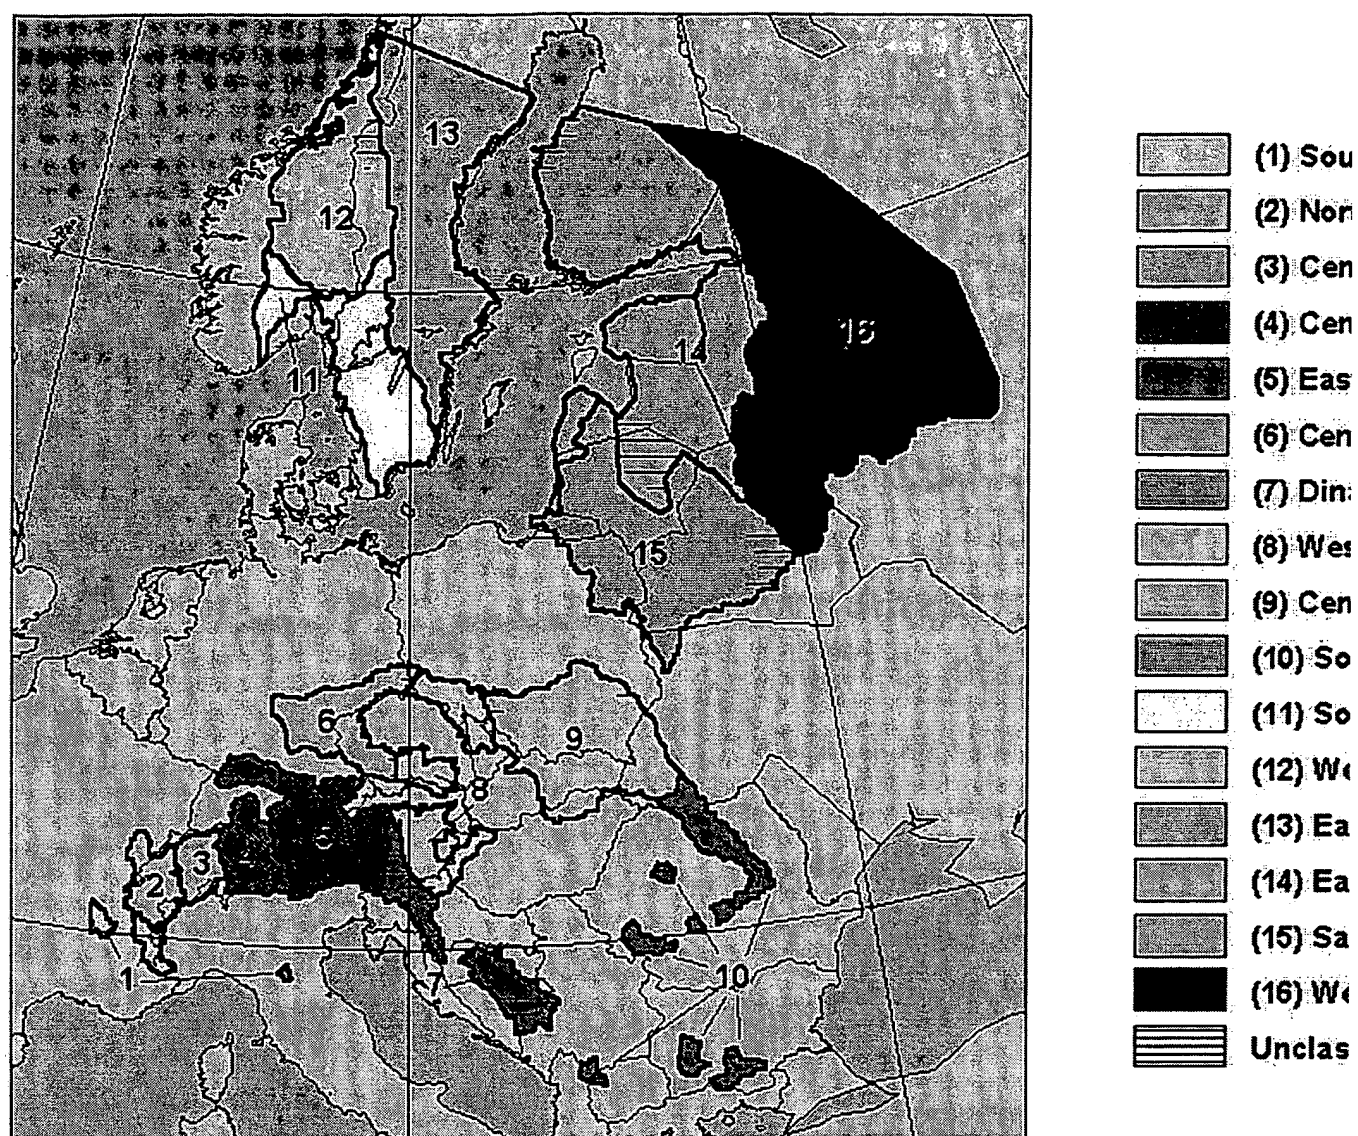 13
12
16
14
11
15
6
9
8
3
2
1
7
10
(1) Sou
(2) Nor
(3) Cen
(4) Cen
(5) Eas
(6) Cen
(7) Din
(8) Wes
(9) Cen
(10) So
(11) So
(12) We
(13) Ea
(14) Ea
(15) Sa
(16) We
Unclas